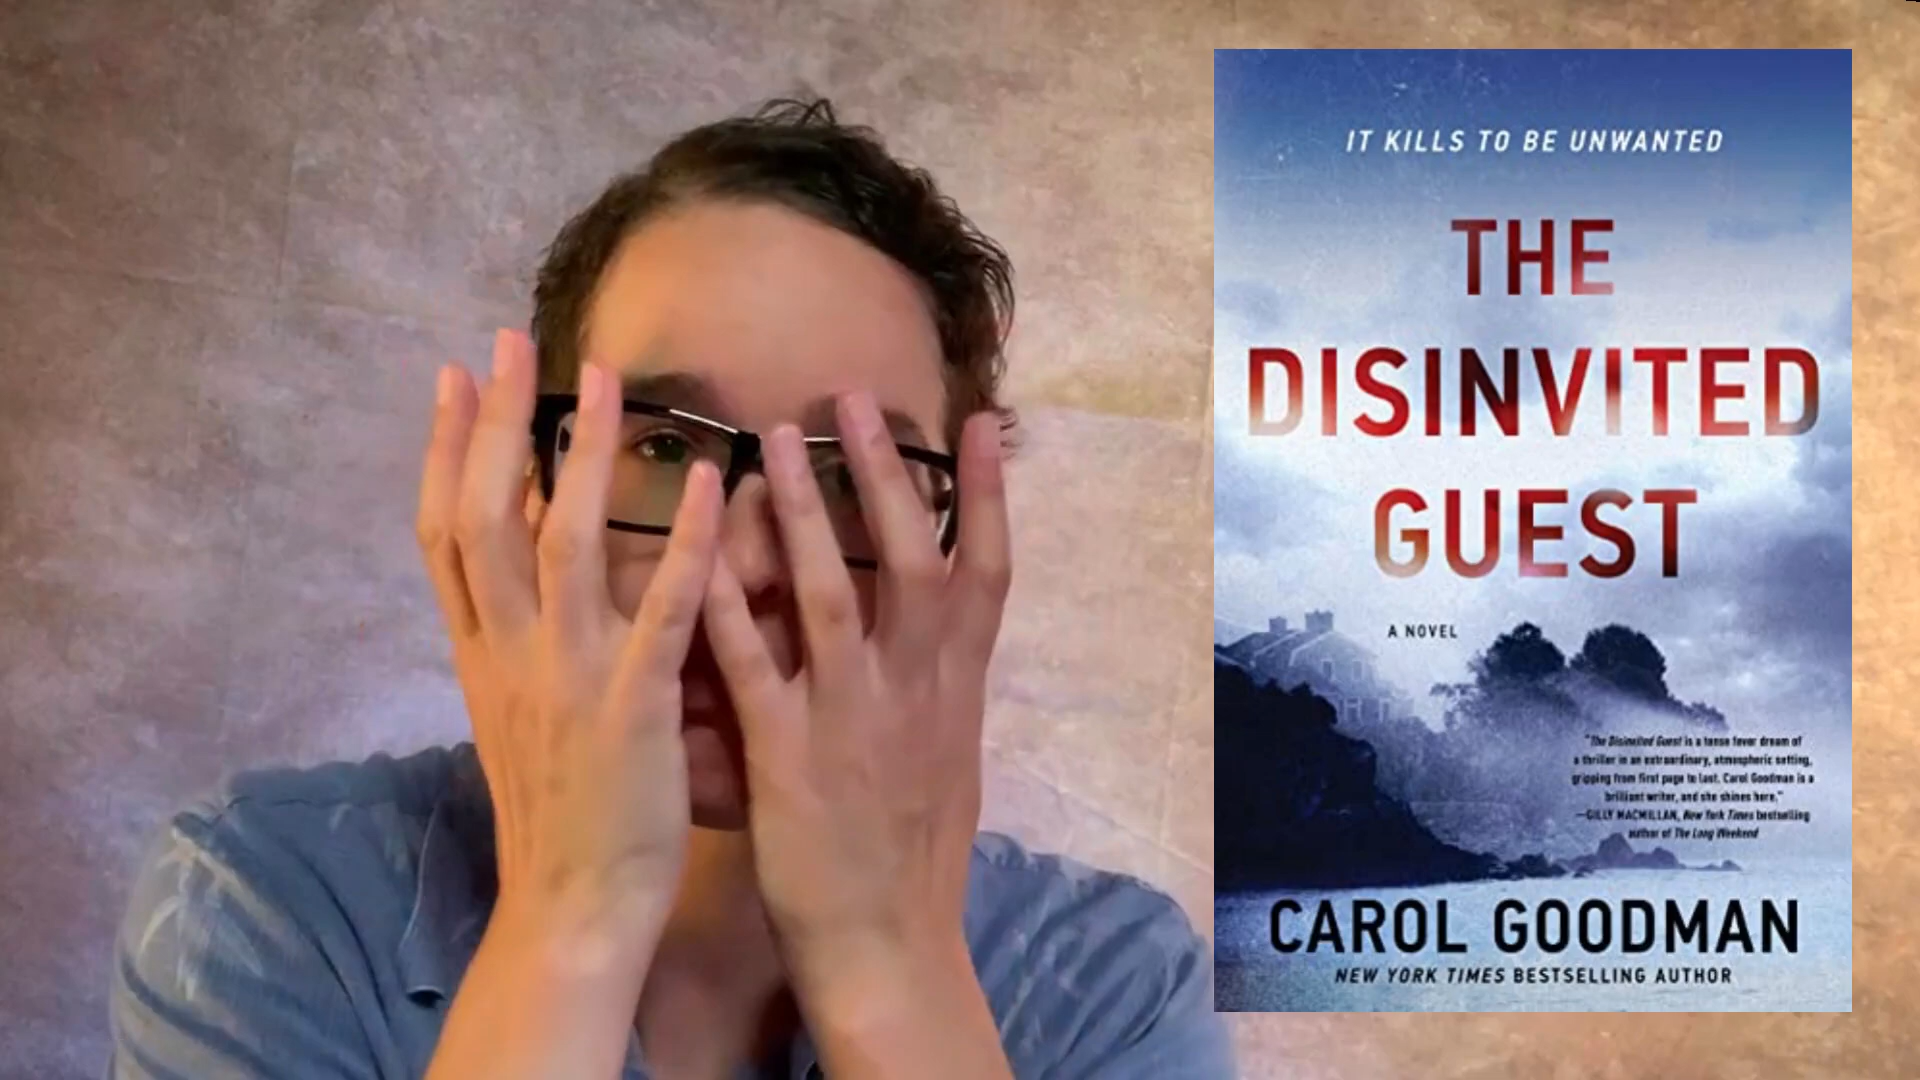 IT KILLS TO BE UNWANTED
THE
DISINVITED
GUEST
A NOVEL
"The Disinvited Guest is a tense fever dream of
a thriller in an extraordinary, atmospheric setting,
gripping from first page to last. Carol Goodman is a
brilliant writer, and she shines here."
—GILLY MACMILLAN, New York Times bestselling
author of The Long Weekend
CAROL GOODMAN
NEW YORK TIMES BESTSELLING AUTHOR